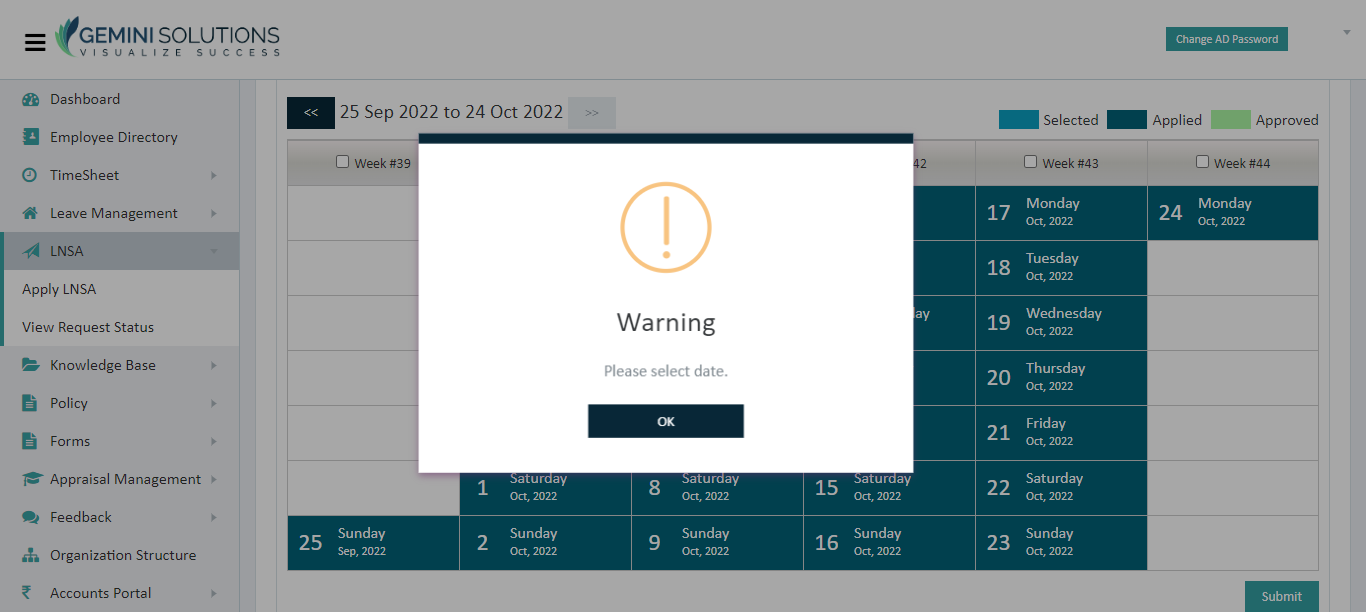 GEMINI SOLUTIONS
VISUALIZE SUCCESS
Change AD Password
Dashboard
Employee Directory
TimeSheet
Leave Management
LNSA
Apply LNSA
View Request Status
Knowledge Base
Policy
Forms
Appraisal Management
Feedback
Organization Structure
₹ Accounts Portal
<< 25 Sep 2022 to 24 Oct 2022 >>
Selected Applied Approved
Week #39 42 Week #43 Week #44
17 Monday 24 Monday
Oct, 2022 Oct, 2022
18 Tuesday
Oct, 2022
lay 19 Wednesday
Oct, 2022
20 Thursday
Oct, 2022
21 Friday
Oct, 2022
1 Saturday 8 Saturday 15 Saturday 22 Saturday
Oct, 2022 Oct, 2022 Oct, 2022 Oct, 2022
25 Sunday 2 Sunday 9 Sunday 16 Sunday 23 Sunday
Sep, 2022 Oct, 2022 Oct, 2022 Oct, 2022 Oct, 2022
Warning
Please select date.
OK
Submit